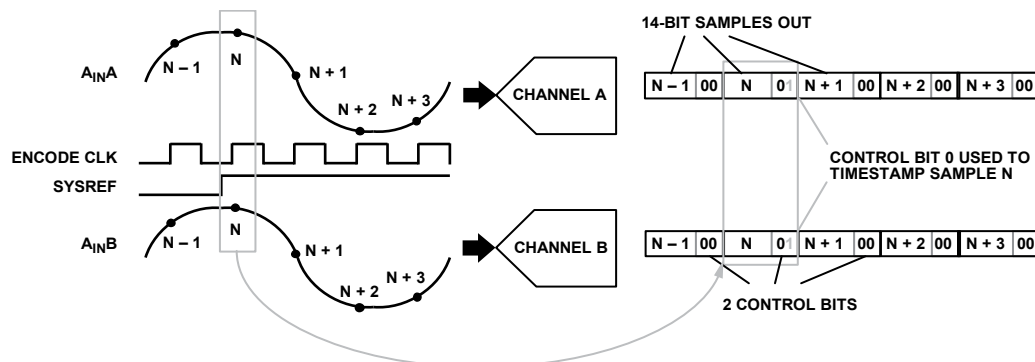 14-BIT SAMPLES OUT
AINA
N – 1
N
N + 1
N + 2
N + 3
CHANNEL A
N – 1 00 N 01 N + 1 00 N + 2 00 N + 3 00
ENCODE CLK
SYSREF
CONTROL BIT 0 USED TO
TIMESTAMP SAMPLE N
AINB
N – 1
N
N + 1
N + 2
N + 3
CHANNEL B
N – 1 00 N 01 N + 1 00 N + 2 00 N + 3 00
2 CONTROL BITS